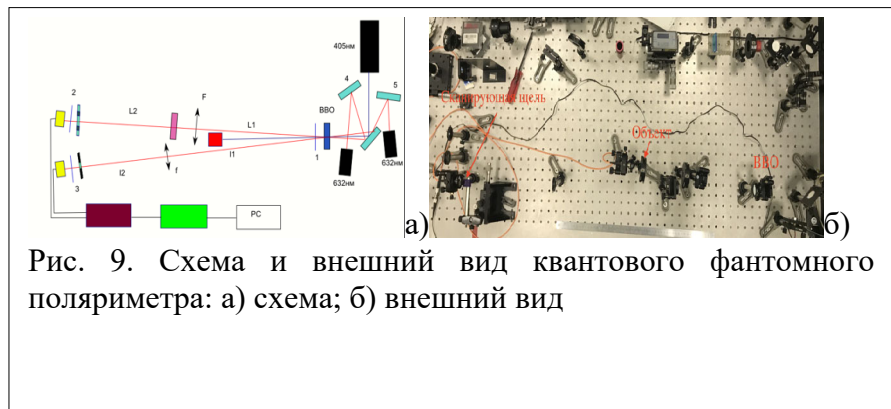 405нм
2
4
5
F
L2
L1
BBO
l1
1
l2
f
3
632нм
632нм
PC
Сканирующая щель
Объект
BBO
а)
б)
Рис. 9. Схема и внешний вид квантового фантомного
поляриметра: а) схема; б) внешний вид